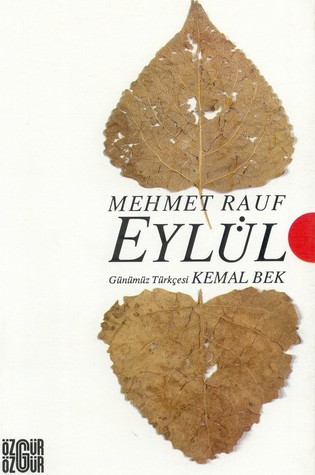 MEHMET RAUF
EYLÜL
Günümüz Türkçesi KEMAL BEK
ÖZGÜR
ÖZGÜR